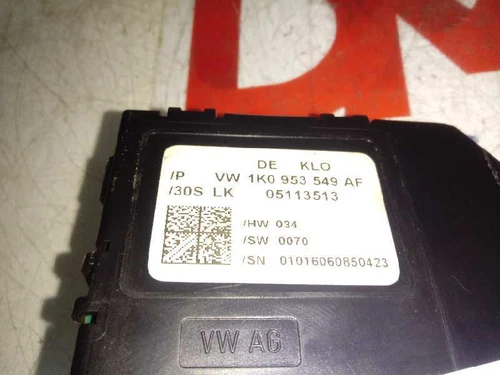 DE KLO
/P VW 1K0 953 549 AF
/30S LK 05113513
/HW 034
/SW 0070
/SN 01016060850423
VW AG